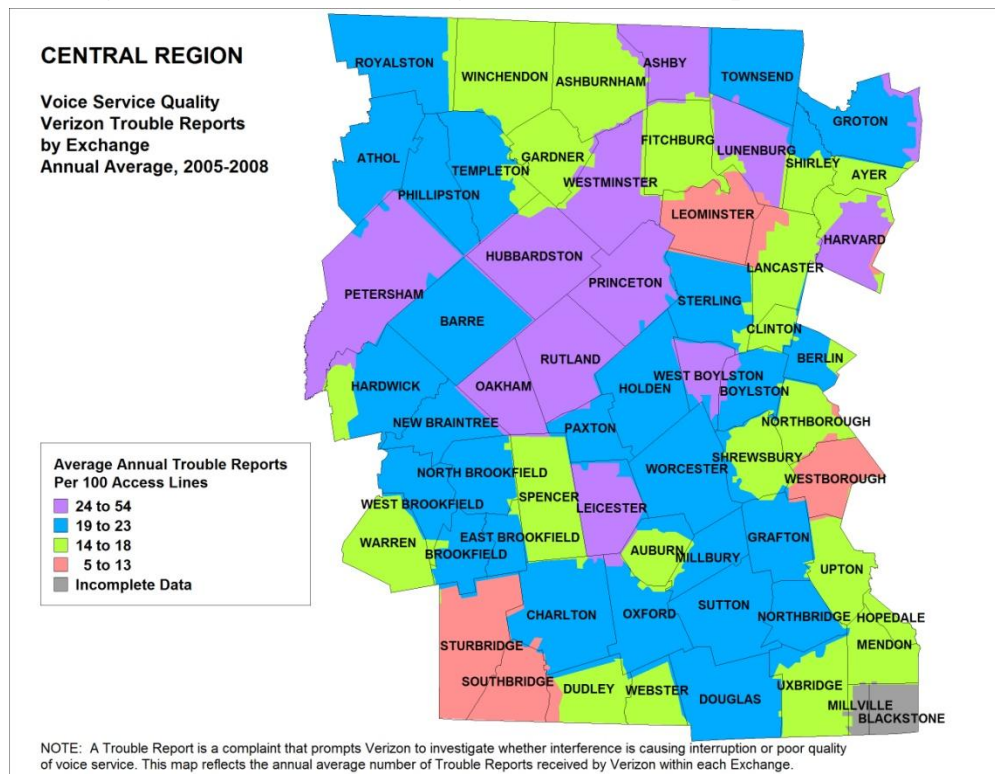 CENTRAL REGION
Voice Service Quality
Verizon Trouble Reports
by Exchange
Annual Average, 2005-2008
ROYALSTON
WINCHENDON
ASHBURNHAM
ASHBY
TOWNSEND
GROTON
ATHOL
PHILLIPSTON
TEMPLETON
GARDNER
WESTMINSTER
FITCHBURG
LUNENBURG
SHIRLEY
AYER
LEOMINSTER
HARVARD
HUBBARDSTON
PETERSHAM
PRINCETON
LANCASTER
STERLING
BARRE
CLINTON
RUTLAND
BERLIN
HARDWICK
OAKHAM
HOLDEN
WEST BOYLSTON
BOYLSTON
NEW BRAINTREE
PAXTON
NORTHBOROUGH
SHREWSBURY
NORTH BROOKFIELD
WORCESTER
WESTBOROUGH
WEST BROOKFIELD
SPENCER
LEICESTER
WARREN
EAST BROOKFIELD
BROOKFIELD
AUBURN
MILLBURY
GRAFTON
UPTON
CHARLTON
OXFORD
SUTTON
NORTHBRIDGE
HOPEDALE
STURBRIDGE
MENDON
SOUTHBRIDGE
DUDLEY
WEBSTER
DOUGLAS
UXBRIDGE
MILLVILLE
BLACKSTONE
Average Annual Trouble Reports
Per 100 Access Lines
24 to 54
19 to 23
14 to 18
5 to 13
Incomplete Data
NOTE: A Trouble Report is a complaint that prompts Verizon to investigate whether interference is causing interruption or poor quality
of voice service. This map reflects the annual average number of Trouble Reports received by Verizon within each Exchange.